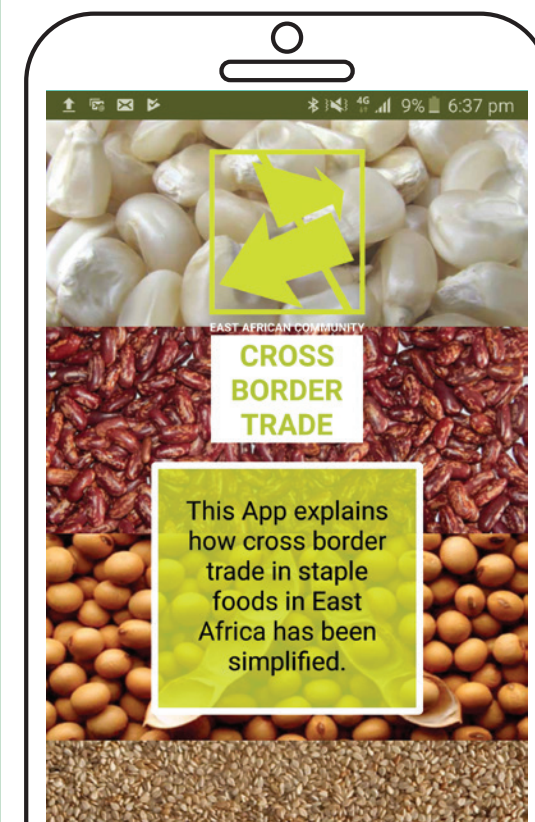 4G 9% 6:37 pm
EAST AFRICAN COMMUNITY
CROSS
BORDER
TRADE
This App explains
how cross border
trade in staple
foods in East
Africa has been
simplified.